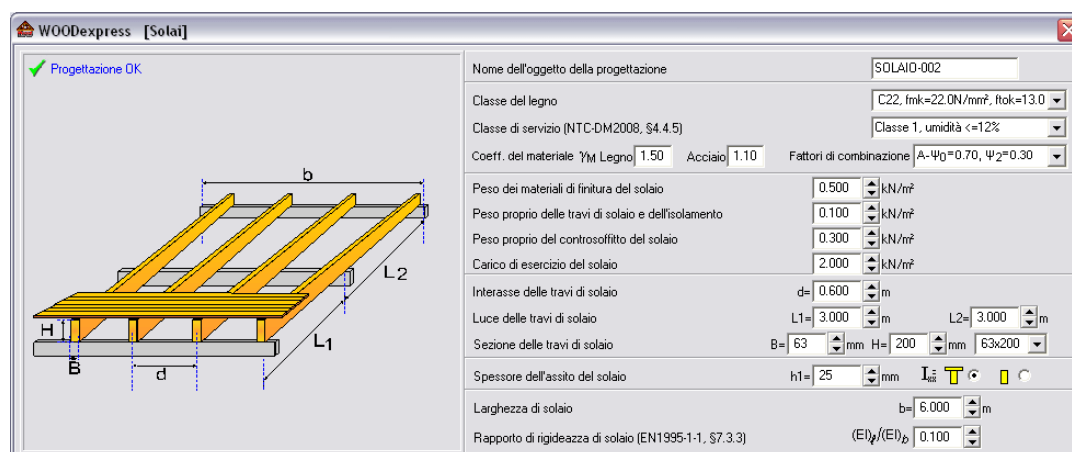 WOODexpress [Solai]
Progettazione OK
b
L2
L1
H
B
d
Nome dell'oggetto della progettazione SOLAIO-002
Classe del legno C22, fmk=22.0N/mm², ftok=13.0
Classe di servizio (NTC-DM2008, §4.4.5) Classe 1, umidità <=12%
Coeff. del materiale γM Legno 1.50 Acciaio 1.10 Fattori di combinazione A-Ψ0=0.70, Ψ2=0.30
Peso dei materiali di finitura del solaio 0.500 kN/m²
Peso proprio delle travi di solaio e dell'isolamento 0.100 kN/m²
Peso proprio del controsoffitto del solaio 0.300 kN/m²
Carico di esercizio del solaio 2.000 kN/m²
Interasse delle travi di solaio d= 0.600 m
Luce delle travi di solaio L1= 3.000 m L2= 3.000 m
Sezione delle travi di solaio B= 63 mm H= 200 mm 63x200
Spessore dell'assito del solaio h1= 25 mm Ixx=
Larghezza di solaio b= 6.000 m
Rapporto di rigideazza di solaio (EN1995-1-1, §7.3.3) (EI)ℓ/(EI)b 0.100